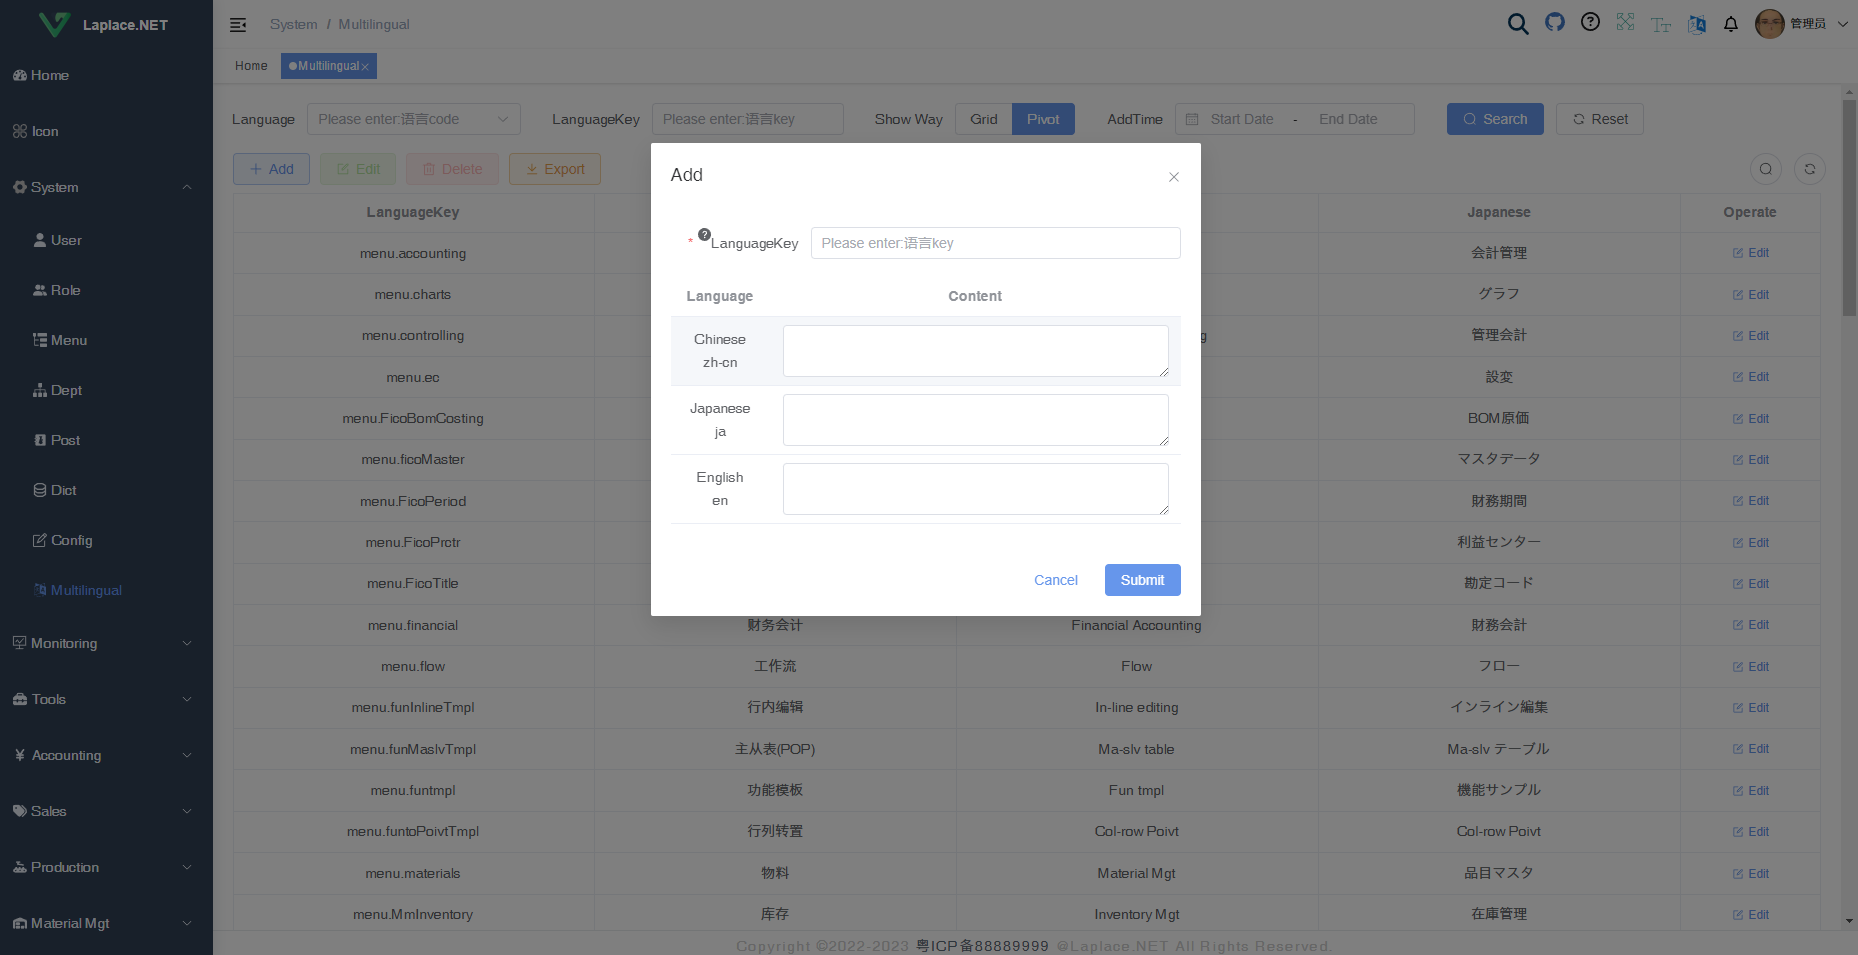 Laplace.NET
System / Multilingual
管理员
Home
Multilingual
Home
Icon
System
User
Role
Menu
Dept
Post
Dict
Config
Multilingual
Monitoring
Tools
Accounting
Sales
Production
Material Mgt
Language Please enter:语言code LanguageKey Please enter:语言key Show Way Grid Pivot AddTime Start Date - End Date Search Reset
Add Edit Delete Export
LanguageKey Japanese Operate
menu.accounting 会計管理 Edit
menu.charts グラフ Edit
menu.controlling g 管理会計 Edit
menu.ec 設変 Edit
menu.FicoBomCosting BOM原価 Edit
menu.ficoMaster マスタデータ Edit
menu.FicoPeriod 財務期間 Edit
menu.FicoPrctr 利益センター Edit
menu.FicoTitle 勘定コード Edit
menu.financial 财务会计 Financial Accounting 財務会計 Edit
menu.flow 工作流 Flow フロー Edit
menu.funInlineTmpl 行内编辑 In-line editing インライン編集 Edit
menu.funMaslvTmpl 主从表(POP) Ma-slv table Ma-slv テーブル Edit
menu.funtmpl 功能模板 Fun tmpl 機能サンプル Edit
menu.funtoPoivtTmpl 行列转置 Col-row Poivt Col-row Poivt Edit
menu.materials 物料 Material Mgt 品目マスタ Edit
menu.MmInventory 库存 Inventory Mgt 在庫管理 Edit
Add
* ? LanguageKey Please enter:语言key
Language Content
Chinese
zh-cn
Japanese
ja
English
en
Cancel Submit
Copyright ©2022-2023 粤ICP备88889999 @Laplace.NET All Rights Reserved.